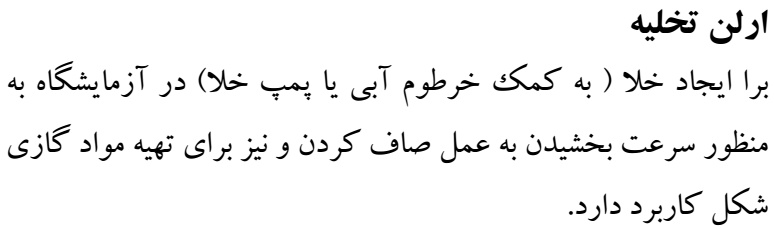 ارلن تخلیه
برا ایجاد خلا ( به کمک خرطوم آبی یا پمپ خلا) در آزمایشگاه به
منظور سرعت بخشیدن به عمل صاف کردن و نیز برای تهیه مواد گازی
شکل کاربرد دارد.